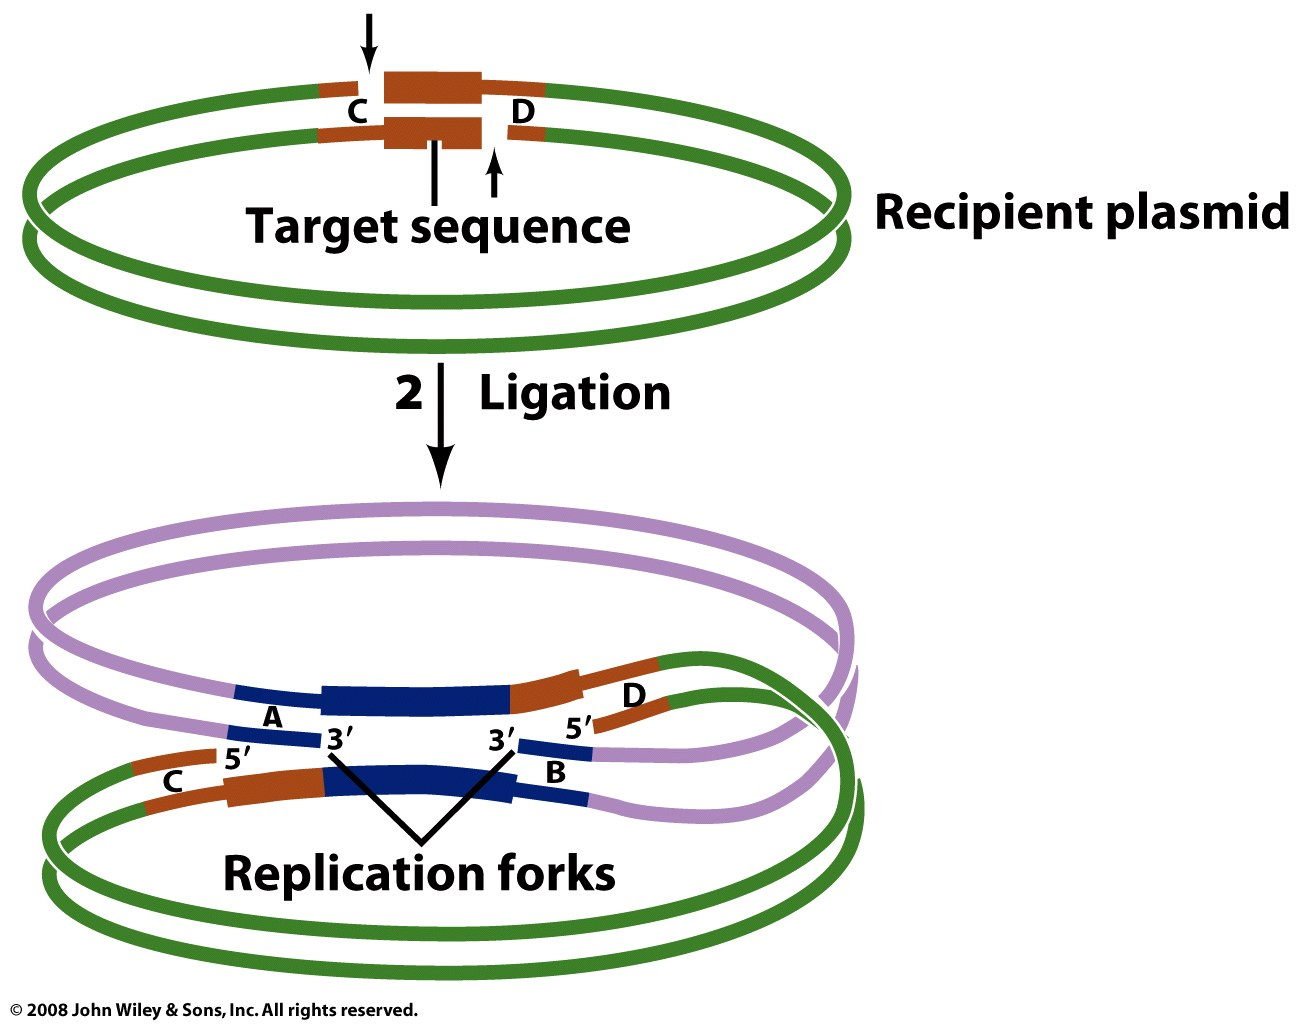 C
D
Target sequence
Recipient plasmid
2 Ligation
D
A
3′
3′
5′
5′
C
B
Replication forks
© 2008 John Wiley & Sons, Inc. All rights reserved.